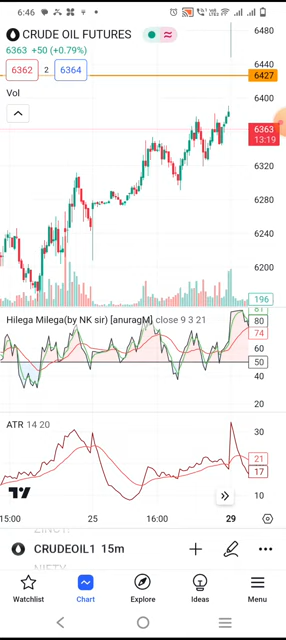 6:46
CRUDE OIL FUTURES
6363 +50 (+0.79%)
6362 2 6364
Vol
6480
6440
6427
6400
6363
13:19
6320
6280
6240
6200
196
Hilega Milega(by NK sir) [anuragM] close 9 3 21
81
80
74
60
50
40
20
ATR 14 20
30
21
17
10
15:00 25 16:00 29
CRUDEOIL1 15m
NIFTY
Watchlist Chart Explore Ideas Menu